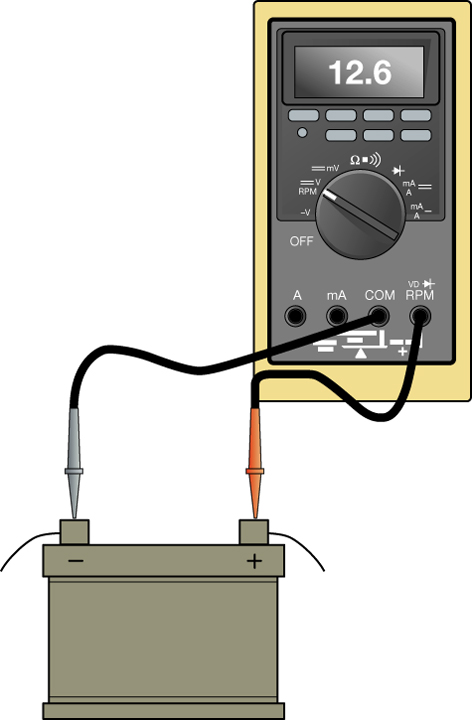 12.6
Ω
mV
V
RPM
mA
A
–V
mA
A
OFF
VD
A mA COM RPM
+
– +